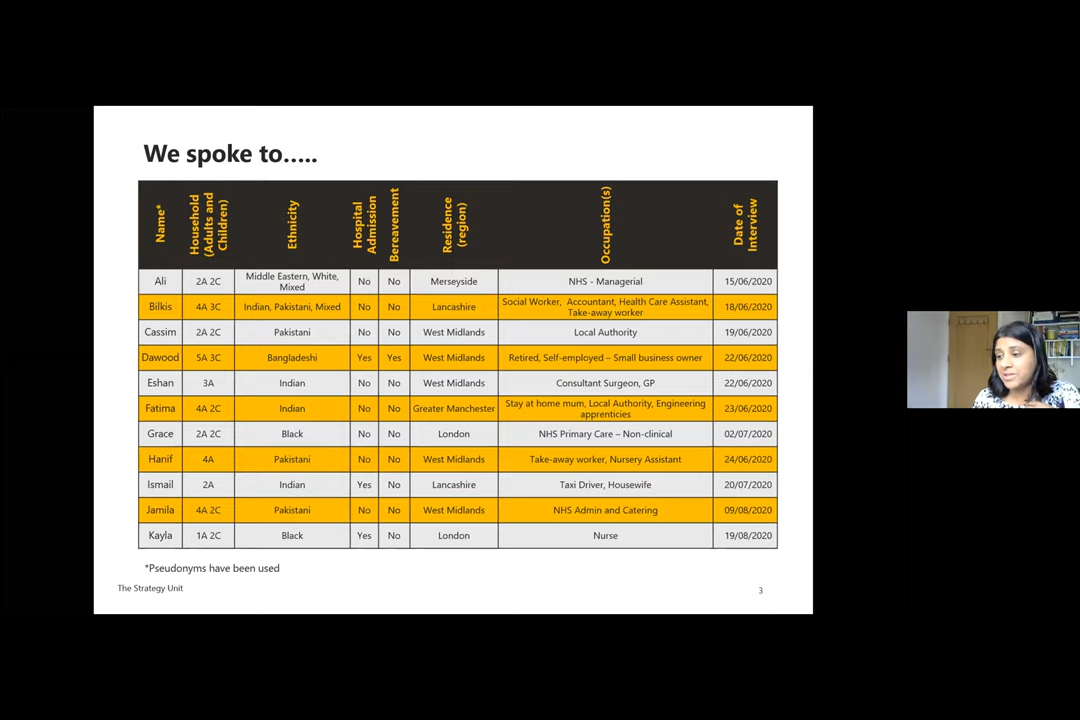 We spoke to…..
Name*
Household
(Adults and
Children)
Ethnicity
Hospital
Admission
Bereavement
Residence
(region)
Occupation(s)
Date of
Interview
Ali 2A 2C Middle Eastern, White, Mixed No No Merseyside NHS - Managerial 15/06/2020
Bilkis 4A 3C Indian, Pakistani, Mixed No No Lancashire Social Worker, Accountant, Health Care Assistant, Take-away worker 18/06/2020
Cassim 2A 2C Pakistani No No West Midlands Local Authority 19/06/2020
Dawood 5A 3C Bangladeshi Yes Yes West Midlands Retired, Self-employed – Small business owner 22/06/2020
Eshan 3A Indian No No West Midlands Consultant Surgeon, GP 22/06/2020
Fatima 4A 2C Indian No No Greater Manchester Stay at home mum, Local Authority, Engineering apprenticies 23/06/2020
Grace 2A 2C Black No No London NHS Primary Care – Non-clinical 02/07/2020
Hanif 4A Pakistani No No West Midlands Take-away worker, Nursery Assistant 24/06/2020
Ismail 2A Indian Yes No Lancashire Taxi Driver, Housewife 20/07/2020
Jamila 4A 2C Pakistani No No West Midlands NHS Admin and Catering 09/08/2020
Kayla 1A 2C Black Yes No London Nurse 19/08/2020
*Pseudonyms have been used
The Strategy Unit
3